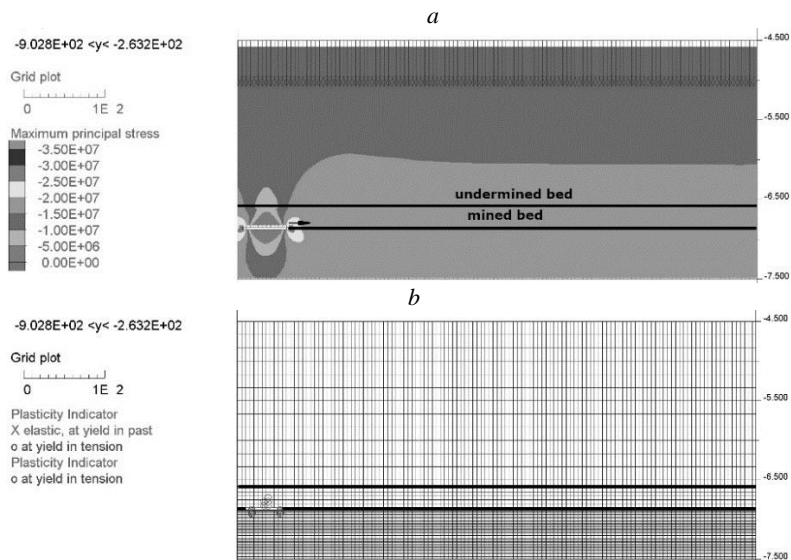 a
-9.028E+02 <y< -2.632E+02
Grid plot
0 1E 2
Maximum principal stress
-3.50E+07
-3.00E+07
-2.50E+07
-2.00E+07
-1.50E+07
-1.00E+07
-5.00E+06
0.00E+00
undermined bed
mined bed
-4.500
-5.500
-6.500
-7.500
b
-9.028E+02 <y< -2.632E+02
Grid plot
0 1E 2
Plasticity Indicator
X elastic, at yield in past
o at yield in tension
Plasticity Indicator
o at yield in tension
-4.500
-5.500
-6.500
-7.500